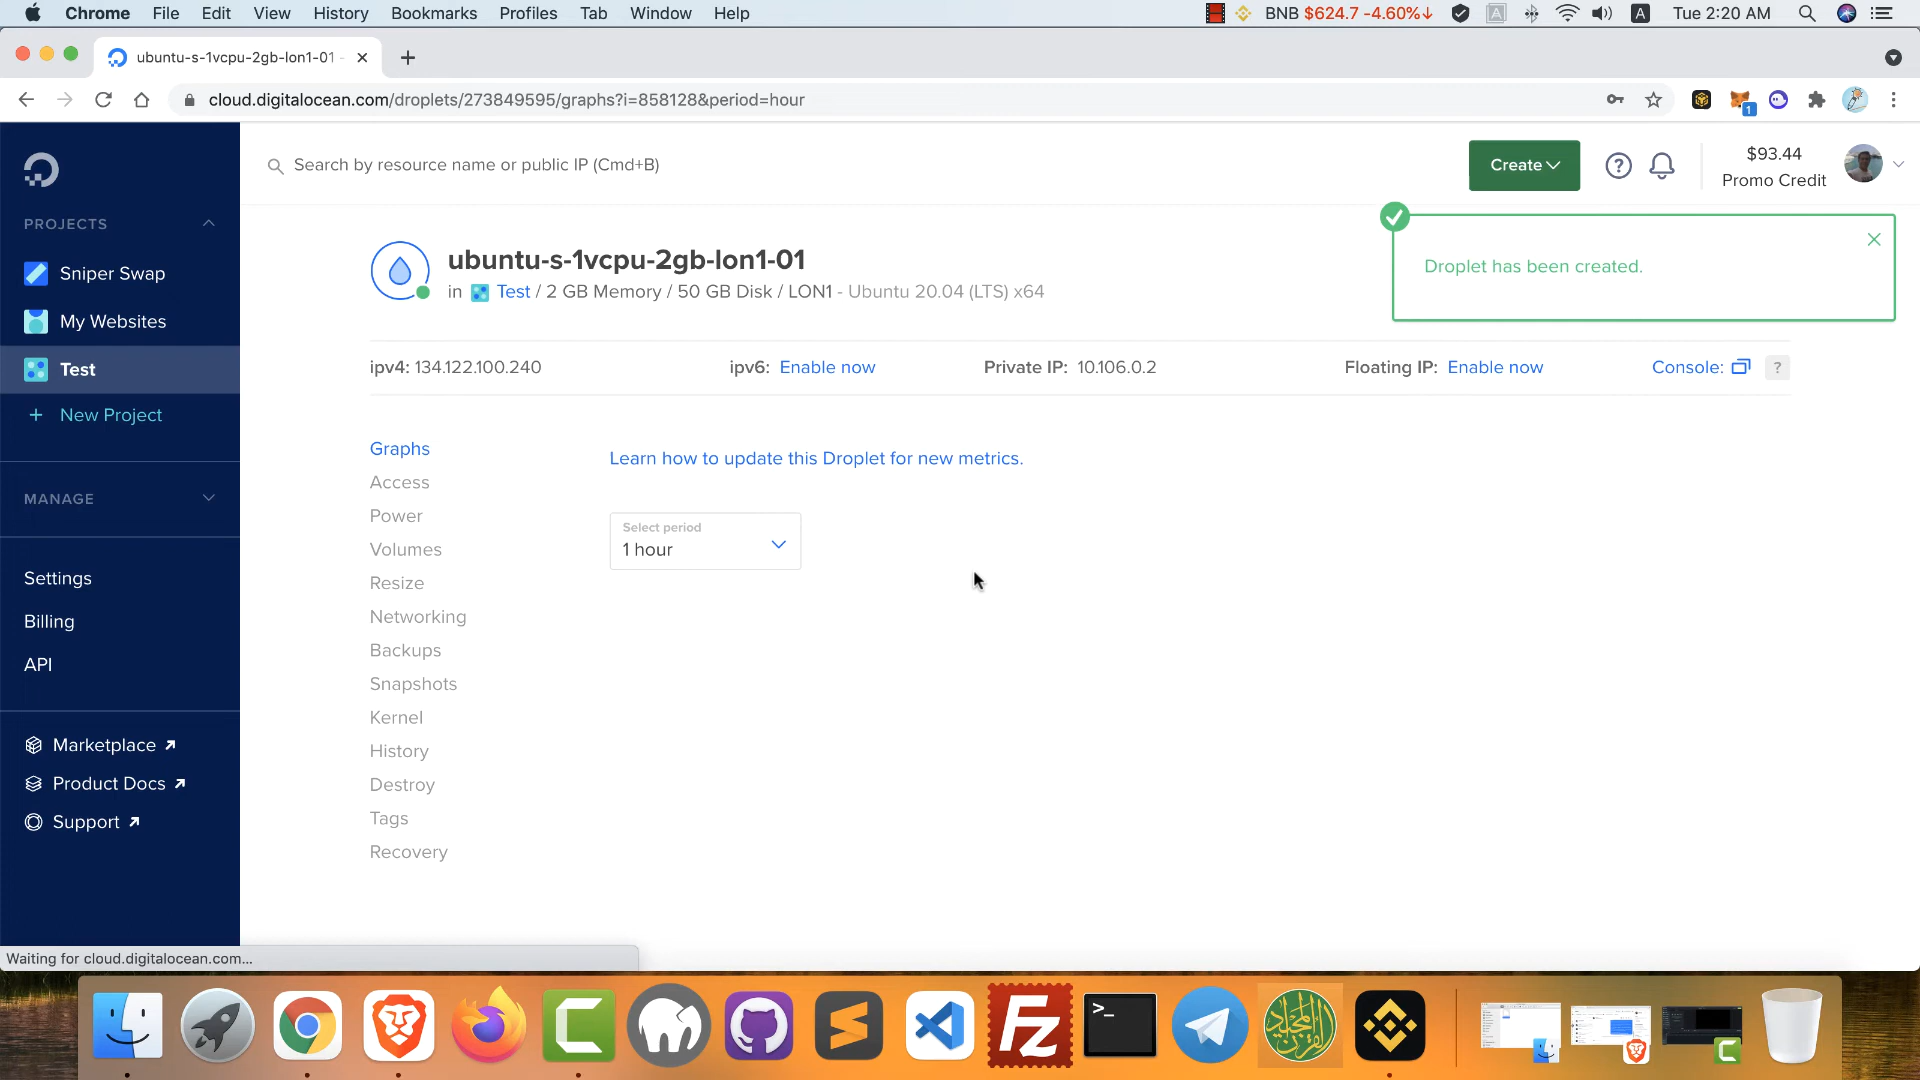 Chrome File Edit View History Bookmarks Profiles Tab Window Help
BNB $624.7 -4.60%↓ A A Tue 2:20 AM
ubuntu-s-1vcpu-2gb-lon1-01 -
cloud.digitalocean.com/droplets/273849595/graphs?i=858128&period=hour
1
Search by resource name or public IP (Cmd+B)
Create
$93.44
Promo Credit
PROJECTS
Sniper Swap
My Websites
Test
+ New Project
MANAGE
Settings
Billing
API
Marketplace
Product Docs
Support
ubuntu-s-1vcpu-2gb-lon1-01
in Test / 2 GB Memory / 50 GB Disk / LON1 - Ubuntu 20.04 (LTS) x64
Droplet has been created.
ipv4: 134.122.100.240 ipv6: Enable now Private IP: 10.106.0.2 Floating IP: Enable now Console: ?
Graphs
Access
Power
Volumes
Resize
Networking
Backups
Snapshots
Kernel
History
Destroy
Tags
Recovery
Learn how to update this Droplet for new metrics.
Select period
1 hour
Waiting for cloud.digitalocean.com...
Fz
>_